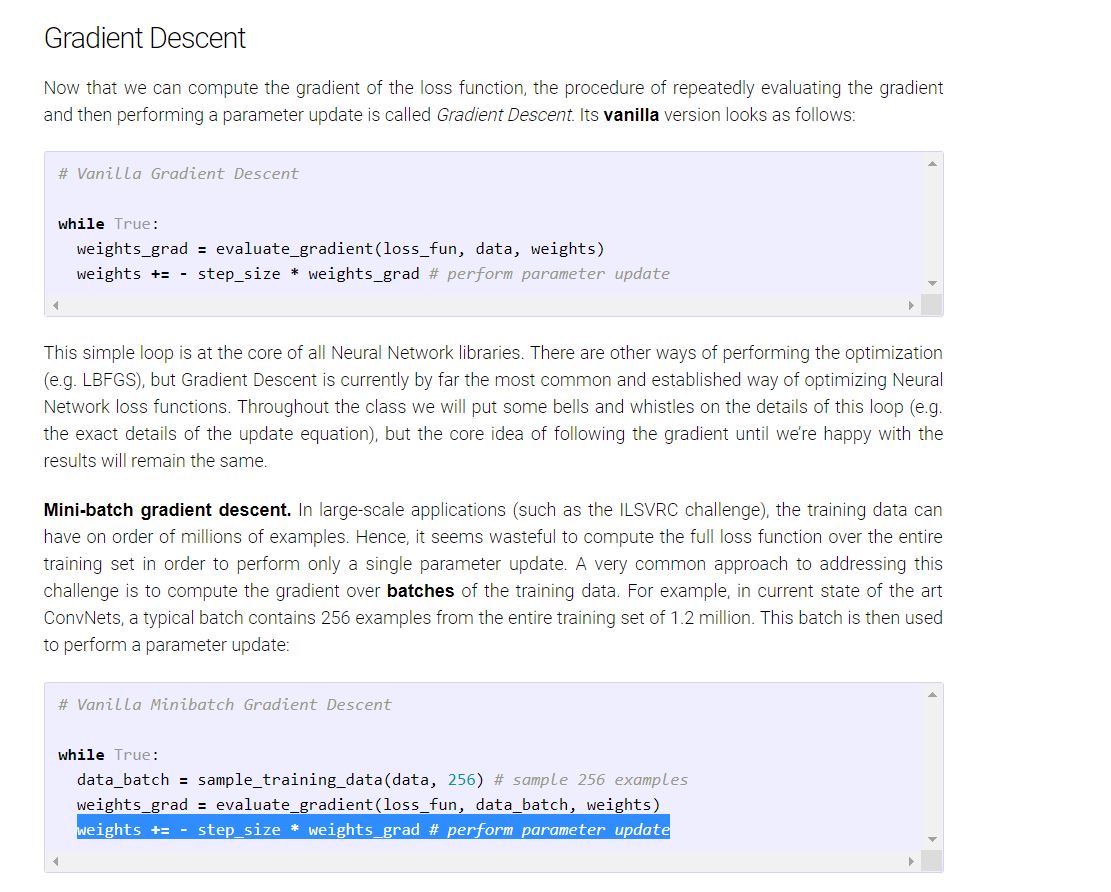 Gradient Descent
Now that we can compute the gradient of the loss function, the procedure of repeatedly evaluating the gradient
and then performing a parameter update is called Gradient Descent. Its vanilla version looks as follows:
# Vanilla Gradient Descent
while True:
weights_grad = evaluate_gradient(loss_fun, data, weights)
weights += - step_size * weights_grad # perform parameter update
This simple loop is at the core of all Neural Network libraries. There are other ways of performing the optimization
(e.g. LBFGS), but Gradient Descent is currently by far the most common and established way of optimizing Neural
Network loss functions. Throughout the class we will put some bells and whistles on the details of this loop (e.g.
the exact details of the update equation), but the core idea of following the gradient until we're happy with the
results will remain the same.
Mini-batch gradient descent. In large-scale applications (such as the ILSVRC challenge), the training data can
have on order of millions of examples. Hence, it seems wasteful to compute the full loss function over the entire
training set in order to perform only a single parameter update. A very common approach to addressing this
challenge is to compute the gradient over batches of the training data. For example, in current state of the art
ConvNets, a typical batch contains 256 examples from the entire training set of 1.2 million. This batch is then used
to perform a parameter update:
# Vanilla Minibatch Gradient Descent
while True:
data_batch = sample_training_data(data, 256) # sample 256 examples
weights_grad = evaluate_gradient(loss_fun, data_batch, weights)
weights += - step_size * weights_grad # perform parameter update